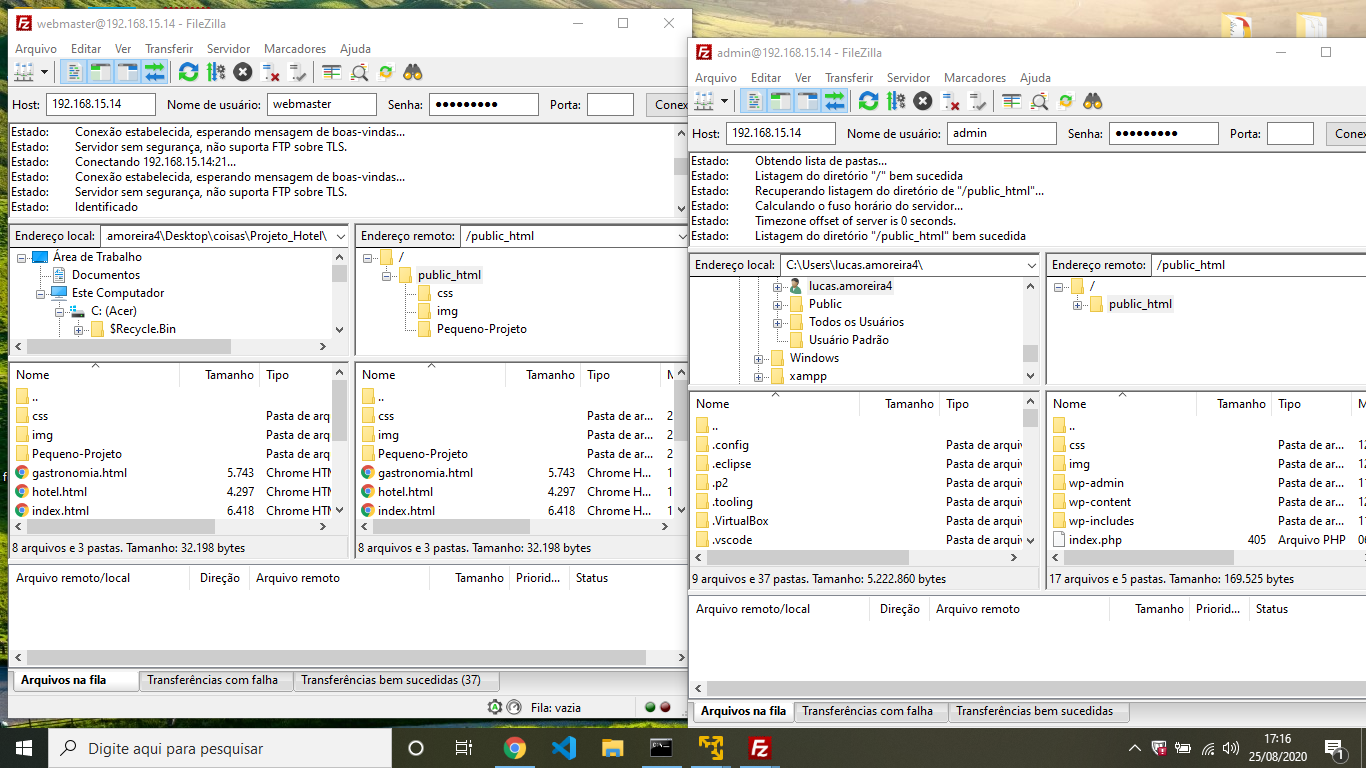 webmaster@192.168.15.14 - FileZilla
Arquivo Editar Ver Transferir Servidor Marcadores Ajuda
Host: 192.168.15.14 Nome de usuário: webmaster Senha: ●●●●●●●●● Porta: Conex
Estado: Conexão estabelecida, esperando mensagem de boas-vindas...
Estado: Servidor sem segurança, não suporta FTP sobre TLS.
Estado: Conectando 192.168.15.14:21...
Estado: Conexão estabelecida, esperando mensagem de boas-vindas...
Estado: Servidor sem segurança, não suporta FTP sobre TLS.
Estado: Identificado
Endereço local: amoreira4\Desktop\coisas\Projeto_Hotel\
Área de Trabalho
Documentos
Este Computador
C: (Acer)
$Recycle.Bin
Endereço remoto: /public_html
/
public_html
css
img
Pequeno-Projeto
Nome Tamanho Tipo
..
css Pasta de arq
img Pasta de arq
Pequeno-Projeto Pasta de arq
gastronomia.html 5.743 Chrome HTM
hotel.html 4.297 Chrome HTM
index.html 6.418 Chrome HTM
8 arquivos e 3 pastas. Tamanho: 32.198 bytes
Nome Tamanho Tipo M
..
css Pasta de ar... 2
img Pasta de ar... 2
Pequeno-Projeto Pasta de ar... 2
gastronomia.html 5.743 Chrome H... 1
hotel.html 4.297 Chrome H... 1
index.html 6.418 Chrome H... 1
8 arquivos e 3 pastas. Tamanho: 32.198 bytes
Arquivo remoto/local Direção Arquivo remoto Tamanho Priorid... Status
Arquivos na fila Transferências com falha Transferências bem sucedidas (37)
Fila: vazia
admin@192.168.15.14 - FileZilla
Arquivo Editar Ver Transferir Servidor Marcadores Ajuda
Host: 192.168.15.14 Nome de usuário: admin Senha: ●●●●●●●●● Porta: Conex
Estado: Obtendo lista de pastas...
Estado: Listagem do diretório "/" bem sucedida
Estado: Recuperando listagem do diretório de "/public_html"...
Estado: Calculando o fuso horário do servidor...
Estado: Timezone offset of server is 0 seconds.
Estado: Listagem do diretório "/public_html" bem sucedida
Endereço local: C:\Users\lucas.amoreira4\
lucas.amoreira4
Public
Todos os Usuários
Usuário Padrão
Windows
xampp
Endereço remoto: /public_html
/
public_html
Nome Tamanho Tipo
..
.config Pasta de arquiv
.eclipse Pasta de arquiv
.p2 Pasta de arquiv
.tooling Pasta de arquiv
.VirtualBox Pasta de arquiv
.vscode Pasta de arquiv
9 arquivos e 37 pastas. Tamanho: 5.222.860 bytes
Nome Tamanho Tipo M
..
css Pasta de ar... 12
img Pasta de ar... 12
wp-admin Pasta de ar... 17
wp-content Pasta de ar... 12
wp-includes Pasta de ar... 17
index.php 405 Arquivo PHP 06
17 arquivos e 5 pastas. Tamanho: 169.525 bytes
Arquivo remoto/local Direção Arquivo remoto Tamanho Priorid... Status
Arquivos na fila Transferências com falha Transferências bem sucedidas
f
Digite aqui para pesquisar
17:16
25/08/2020
1